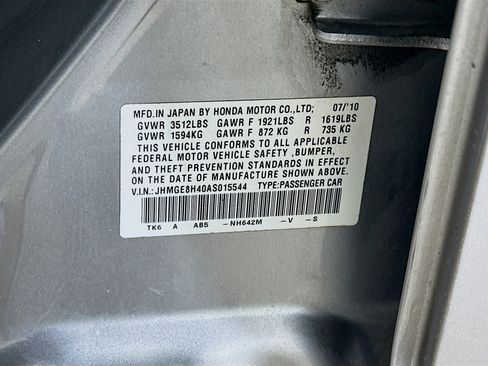 MFD.IN JAPAN BY HONDA MOTOR CO.,LTD; 07/'10
GVWR 3512LBS GAWR F 1921LBS R 1619LBS
GVWR 1594KG GAWR F 872 KG R 735 KG
THIS VEHICLE CONFORMS TO ALL APPLICABLE
FEDERAL MOTOR VEHICLE SAFETY ,BUMPER,
AND THEFT PREVENTION STANDARDS IN EFFECT
ON THE DATE OF MANUFACTURE SHOWN ABOVE.
V.I.N.: JHMGE8H40AS015544 TYPE:PASSENGER CAR
TK6 A AB5 -NH642M -V -S